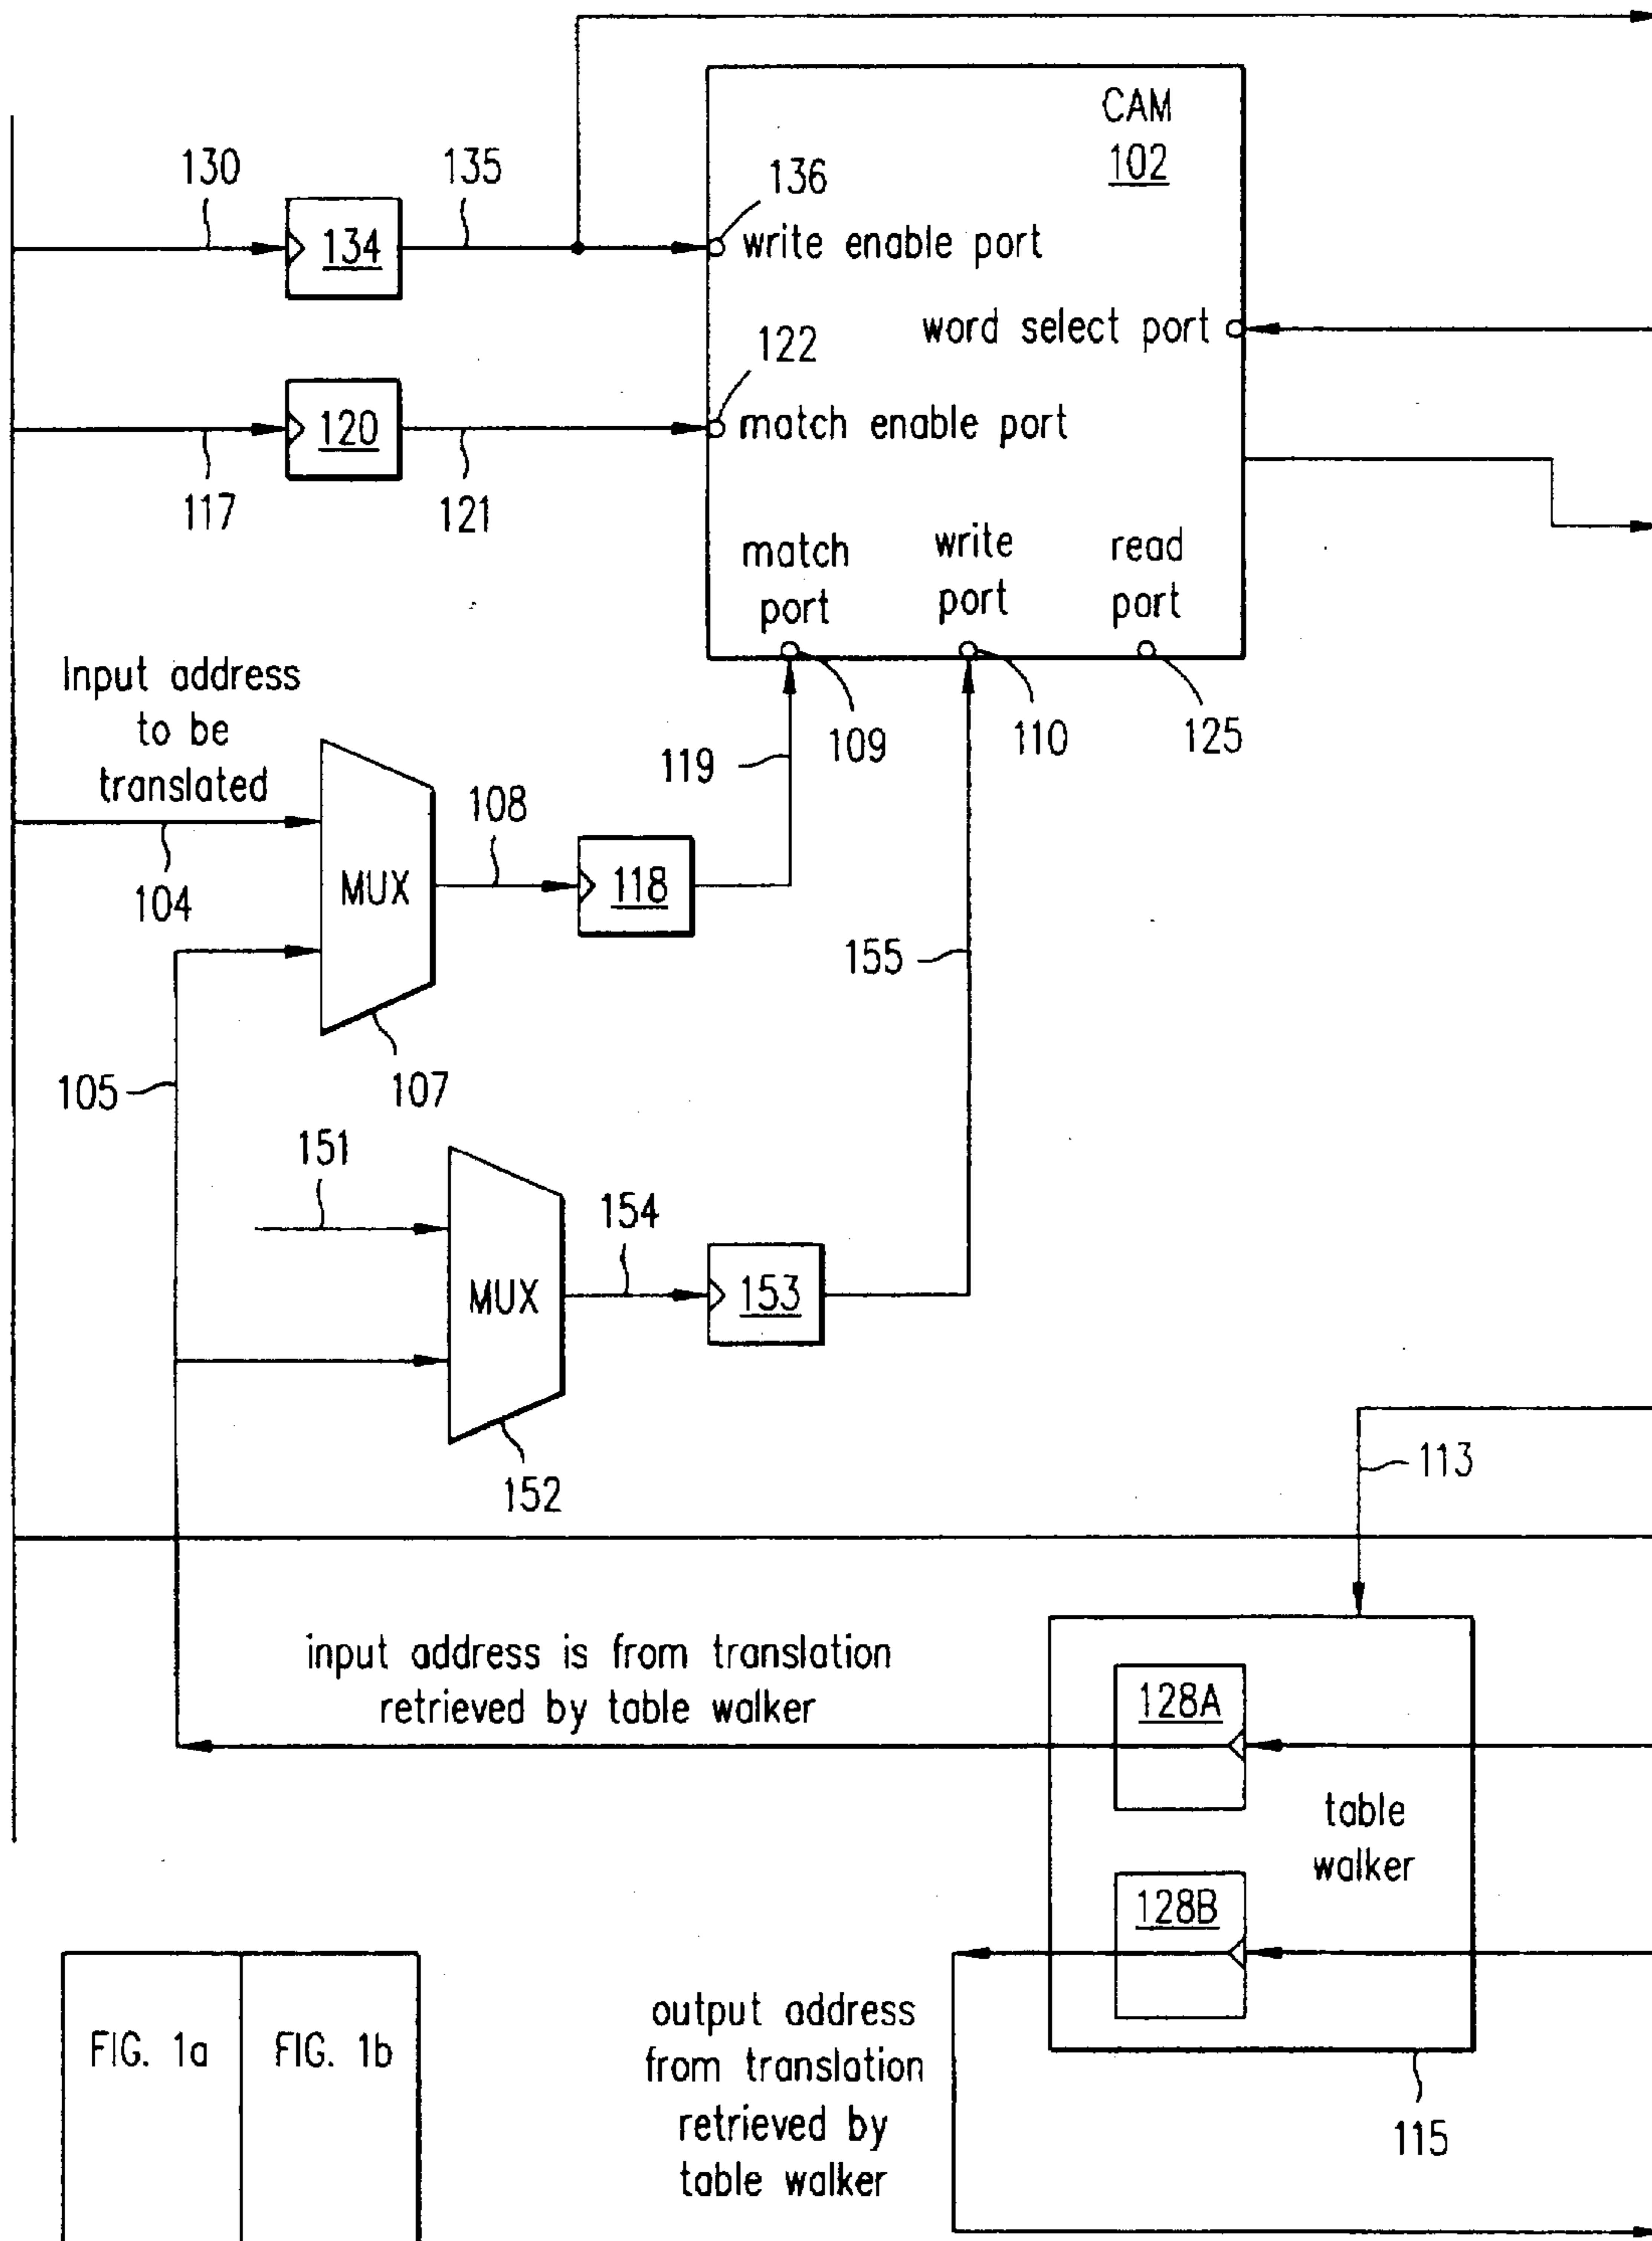 CAM
102
130
135
136
134
write enable port
word select port
122
120
match enable port
117
121
match
port
write
port
read
port
Input address
to be
translated
119
109
110
125
108
MUX
118
104
155
105
107
151
154
MUX
153
152
113
input address is from translation
retrieved by table walker
128A
table
walker
128B
output address
from translation
retrieved by
table walker
115
FIG. 1a
FIG. 1b